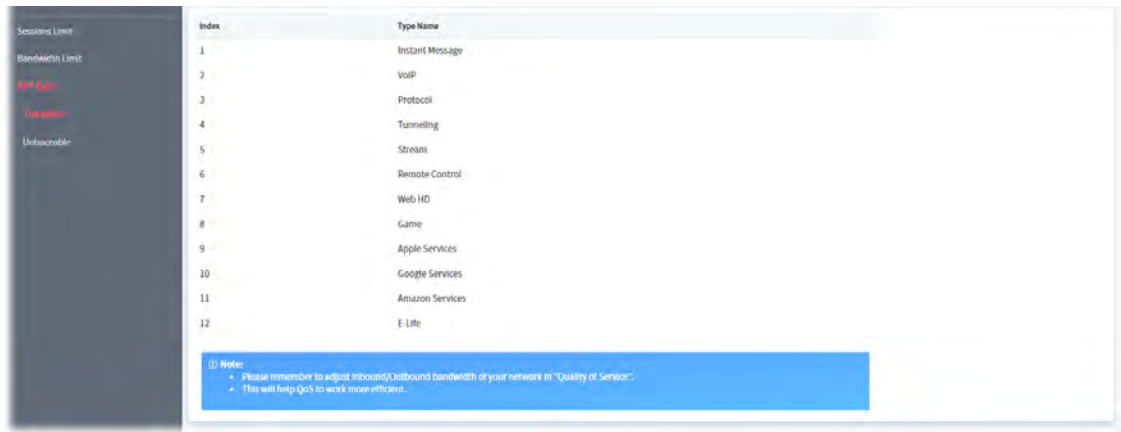 Sessions Limit
Bandwidth Limit
APP QoS
Traceable
Untraceable
Index Type Name
1 Instant Message
2 VoIP
3 Protocol
4 Tunneling
5 Stream
6 Remote Control
7 Web HD
8 Game
9 Apple Services
10 Google Services
11 Amazon Services
12 E-Life
Note:
Please remember to adjust Inbound/Outbound bandwidth of your network in "Quality of Service".
This will help QoS to work more efficient.